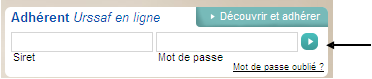 Adhérent Urssaf en ligne
Découvrir et adhérer
Siret
Mot de passe
Mot de passe oublié ?